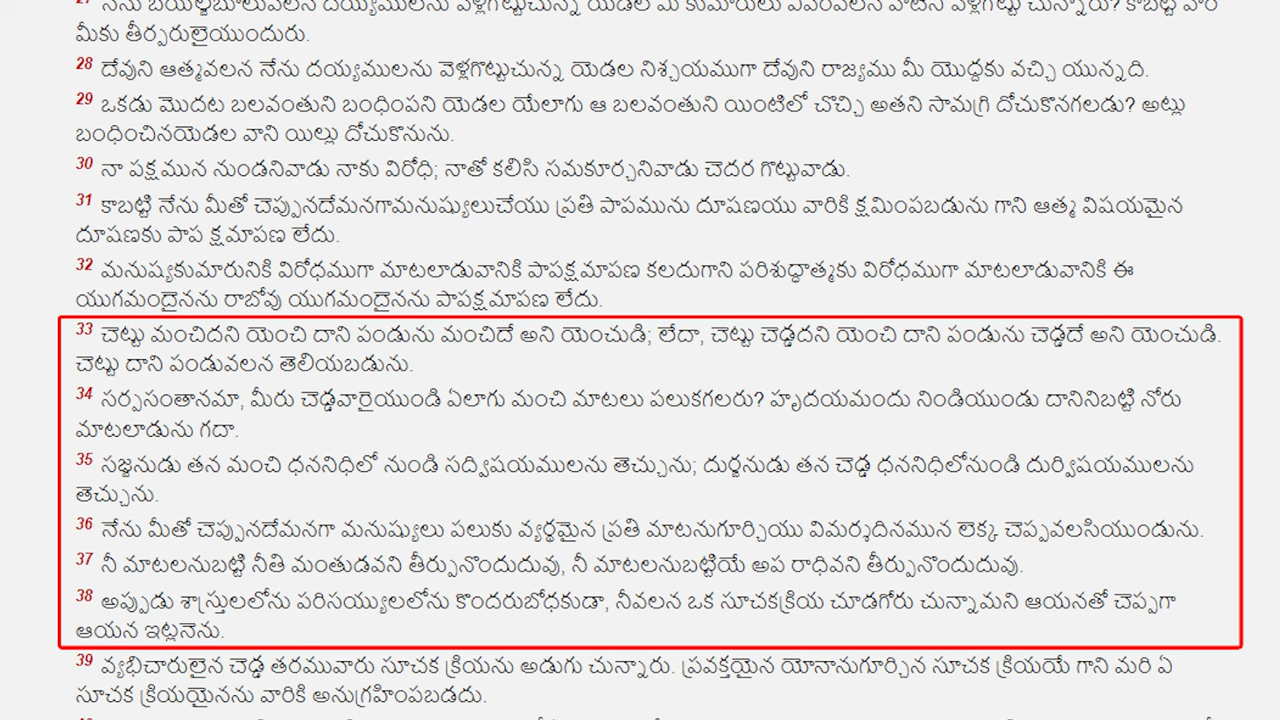 28 దేవుని ఆత్మవలన నేను దయ్యములను వెళ్లగొట్టుచున్న యెడల నిశ్చయముగా దేవుని రాజ్యము మీ యొద్దకు వచ్చి యున్నది.
మీకు తీర్పరులైయుందురు.
29 ఒకడు మొదట బలవంతుని బంధింపని యెడల యేలాగు ఆ బలవంతుని యింటిలో చొచ్చి అతని సామగ్రి దోచుకొనగలడు? అట్లు
బంధించినయెడల వాని యిల్లు దోచుకొనును.
30 నా పక్షమున నుండనివాడు నాకు విరోధి; నాతో కలిసి సమకూర్చనివాడు చెదర గొట్టువాడు.
31 కాబట్టి నేను మీతో చెప్పునదేమనగామనుష్యులుచేయు ప్రతి పాపమును దూషణయు వారికి క్షమింపబడును గాని ఆత్మ విషయమైన
దూషణకు పాప క్షమాపణ లేదు.
32 మనుష్యకుమారునికి విరోధముగా మాటలాడువానికి పాపక్షమాపణ కలదుగాని పరిశుద్ధాత్మకు విరోధముగా మాటలాడువానికి ఈ
యుగమందైనను రాబోవు యుగమందైనను పాపక్షమాపణ లేదు.
33 చెట్టు మంచిదని యెంచి దాని పండును మంచిదే అని యెంచుడి; లేదా, చెట్టు చెడ్డదని యెంచి దాని పండును చెడ్డదే అని యెంచుడి.
చెట్టు దాని పండువలన తెలియబడును.
34 సర్పసంతానమా, మీరు చెడ్డవారైయుండి ఏలాగు మంచి మాటలు పలుకగలరు? హృదయమందు నిండియుండు దానినిబట్టి నోరు
మాటలాడును గదా.
35 సజ్జనుడు తన మంచి ధననిధిలో నుండి సద్విషయములను తెచ్చును; దుర్జనుడు తన చెడ్డ ధననిధిలోనుండి దుర్విషయములను
తెచ్చును.
36 నేను మీతో చెప్పునదేమనగా మనుష్యులు పలుకు వ్యర్థమైన ప్రతి మాటనుగూర్చియు విమర్శదినమున లెక్క చెప్పవలసియుండును.
37 నీ మాటలనుబట్టి నీతి మంతుడవని తీర్పునొందుదువు, నీ మాటలనుబట్టియే అప రాధివని తీర్పునొందుదువు.
38 అప్పుడు శాస్త్రులలోను పరిసయ్యులలోను కొందరుబోధకుడా, నీవలన ఒక సూచకక్రియ చూడగోరు చున్నామని ఆయనతో చెప్పగా
ఆయన ఇట్లనెను.
39 వ్యభిచారులైన చెడ్డ తరమువారు సూచక క్రియను అడుగు చున్నారు. ప్రవక్తయైన యోనానుగూర్చిన సూచక క్రియయే గాని మరి ఏ
సూచక క్రియయైనను వారికి అనుగ్రహింపబడదు.